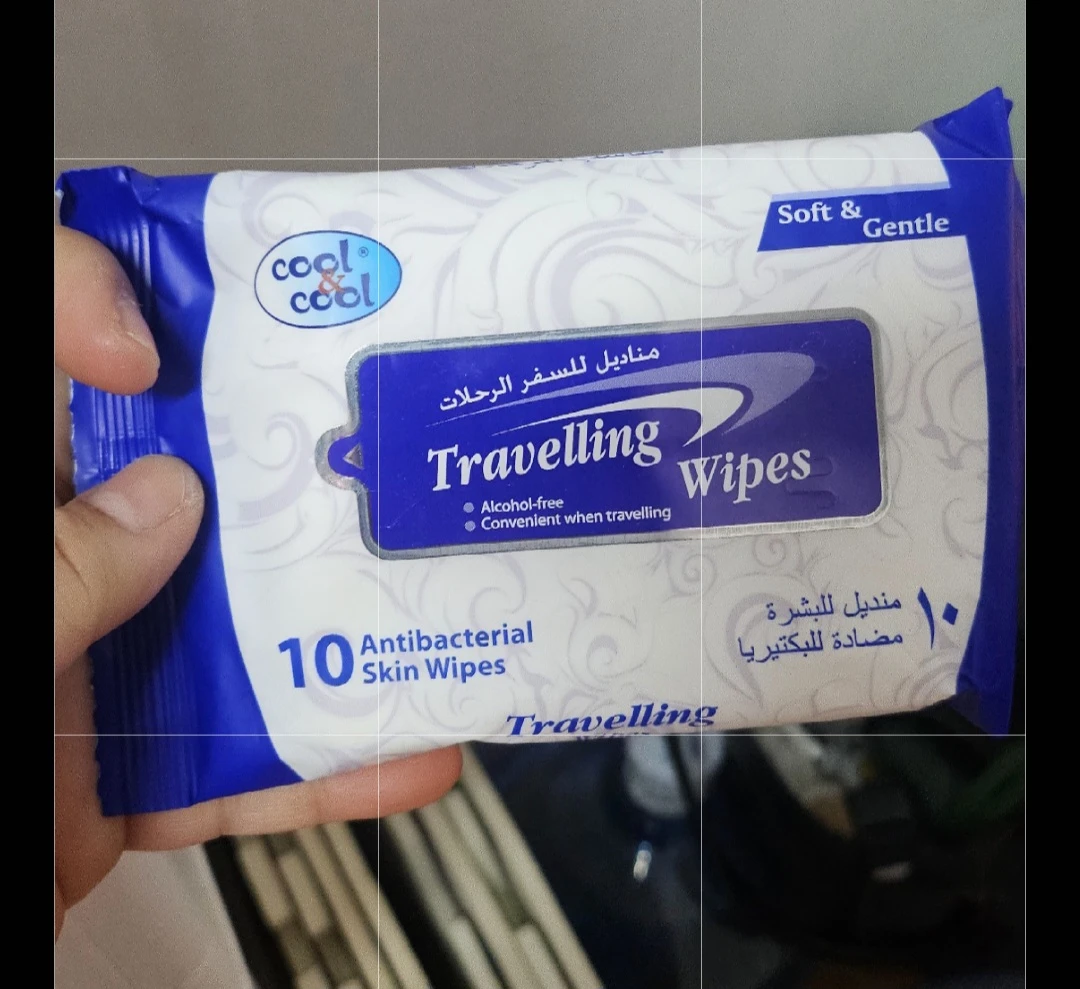 Soft &
Gentle
cool®
&
cool
مناديل للسفر الرحلات
Travelling
Wipes
Alcohol-free
Convenient when travelling
10 Antibacterial
Skin Wipes
١٠ منديل للبشرة
مضادة للبكتيريا
Travelling